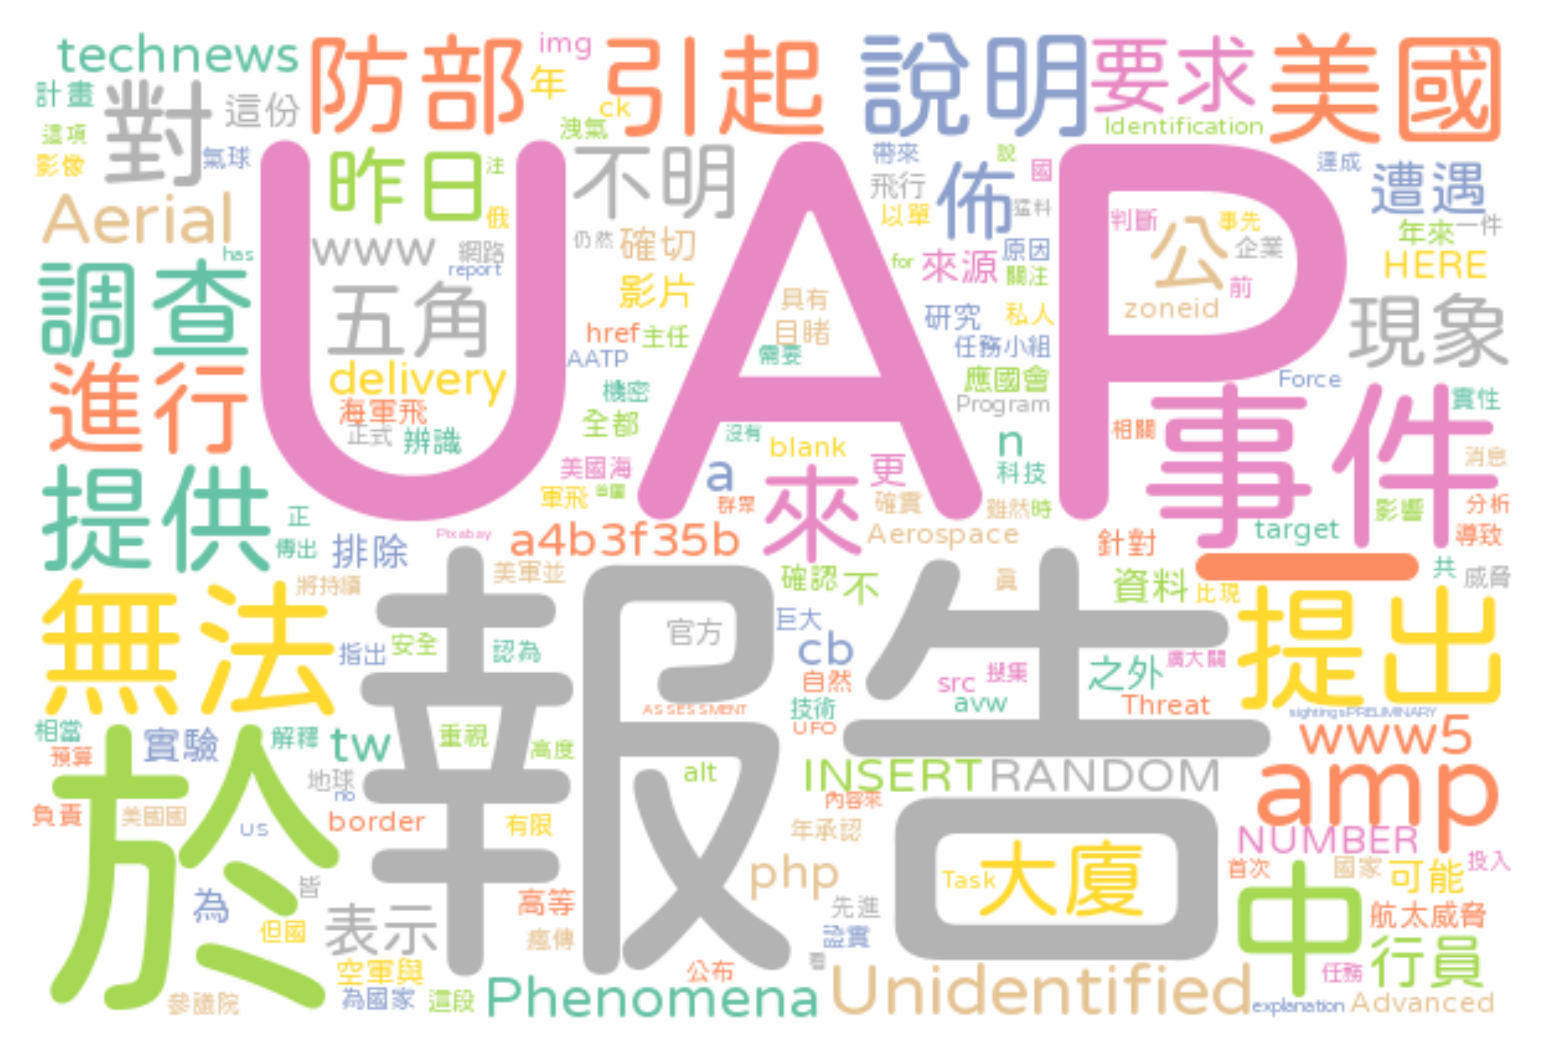 technews
防部
img
年
ck
引起
說明
要求
美國
計畫
對
這份
洩氣
Identification
這項
影像
氣球
昨日
注
俄
不明
帶來
飛行
以單
佈
說
國
猛料
達成
遭遇
Aerial
has
www
網路
report
仍然
確切
for
來源
原因
關注
判斷
公
事先
企業
前
年來
一件
HERE
調查
五角
影片
具有
目睹
研究
私人
zoneid
現象
進行
delivery
href
主任
AATP
需要
任務小組
應國會
Force
海軍飛
正式
辨識
機密
全都
沒有
blank
Program
n
科技
相關
事件
實性
消息
UAP
提供
正
傳出
美國海
軍飛
a
群眾
來
更
確實
雖然時
影響
分析
導致
排除
Pixabay
a4b3f35b
Aerospace
針對
target
共
威脅
無法
將持續
美軍並
確認
不
資料
比現
一
提出
指出
安全
認為
官方
巨大
cb
自然
src
搜集
之外
廣大關
ASSESSMENT
技術
avw
Threat
UFO
sightingsPRELIMINARY
相當
預算
實驗
解釋
tw
重視
高度
alt
INSERT
RANDOM
www5
於
地球
no
報告
內容來
amp
負責
美國國
us
border
有限
年承認
NUMBER
皆
為
但國
表示
高等
瘋傳
php
先進
證實
Task
大廈
首次
國家
可能
投入
中
航太威脅
空軍與
公布
看
任務
行員
參議院
為國家
這段
Phenomena
Unidentified
explanation
Advanced